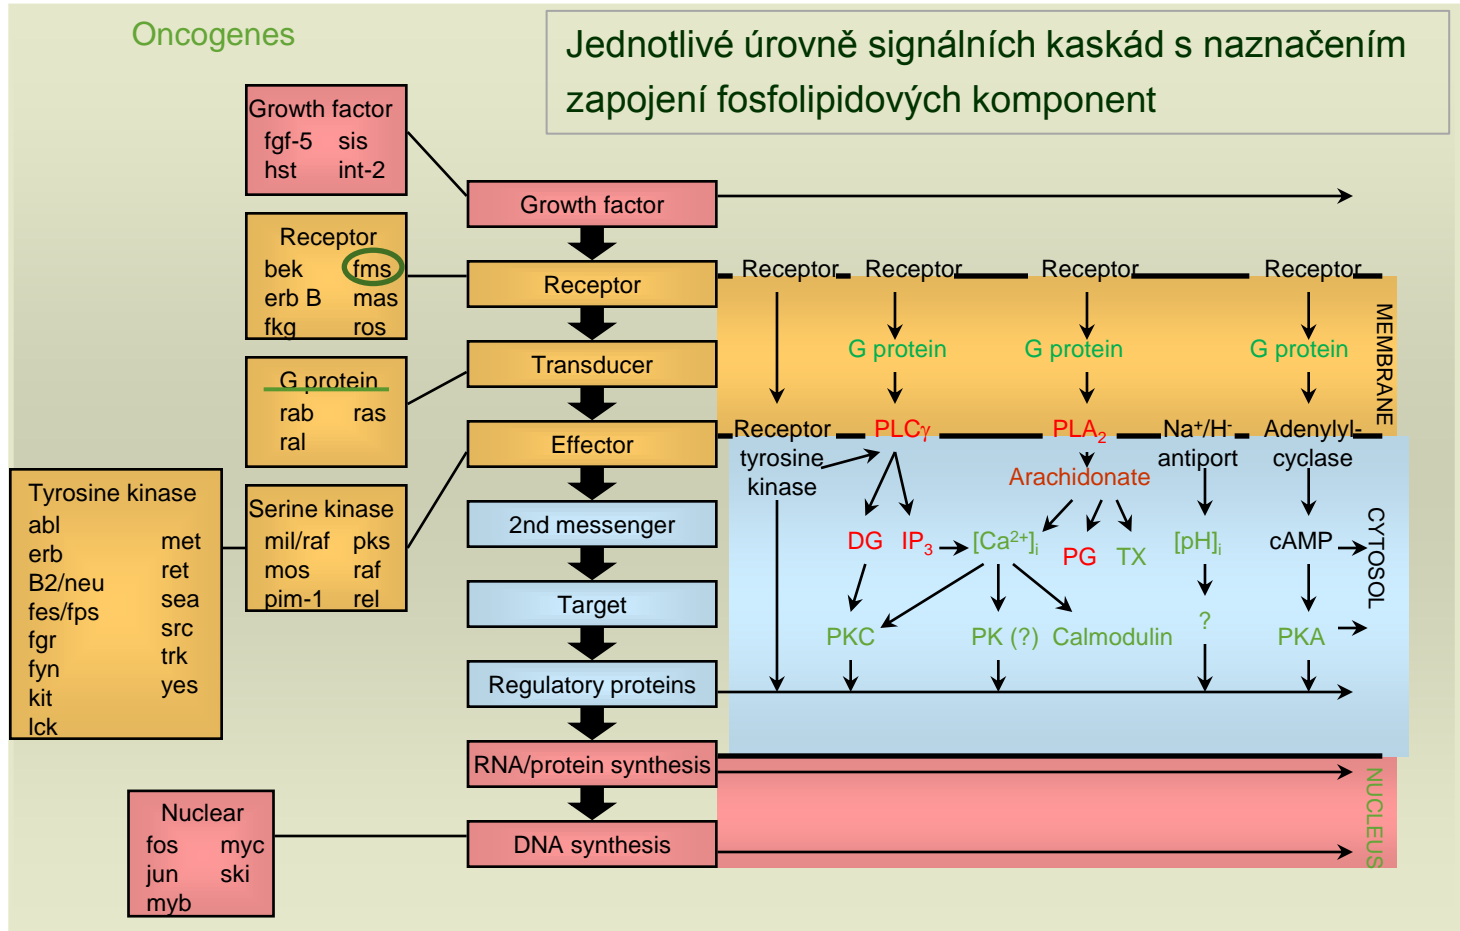 Oncogenes
Jednotlivé úrovně signálních kaskád s naznačením
zapojení fosfolipidových komponent
Growth factor
fgf-5 sis
hst int-2
Receptor
bek fms
erb B mas
fkg ros
G protein
rab ras
ral
Tyrosine kinase
abl
erb
B2/neu
fes/fps
fgr
fyn
kit
lck
met
ret
sea
src
trk
yes
Serine kinase
mil/raf pks
mos raf
pim-1 rel
Nuclear
fos myc
jun ski
myb
Growth factor
Receptor
Transducer
Effector
2nd messenger
Target
Regulatory proteins
RNA/protein synthesis
DNA synthesis
Receptor Receptor Receptor Receptor
G protein G protein G protein
Receptor
tyrosine
kinase
PLCγ
PLA₂
Na⁺/H⁻
antiport
Adenylyl-
cyclase
Arachidonate
DG IP₃ [Ca²⁺]ᵢ PG TX [pH]ᵢ cAMP
PKC PK (?) Calmodulin ? PKA
MEMBRANE
CYTOSOL
NUCLEUS